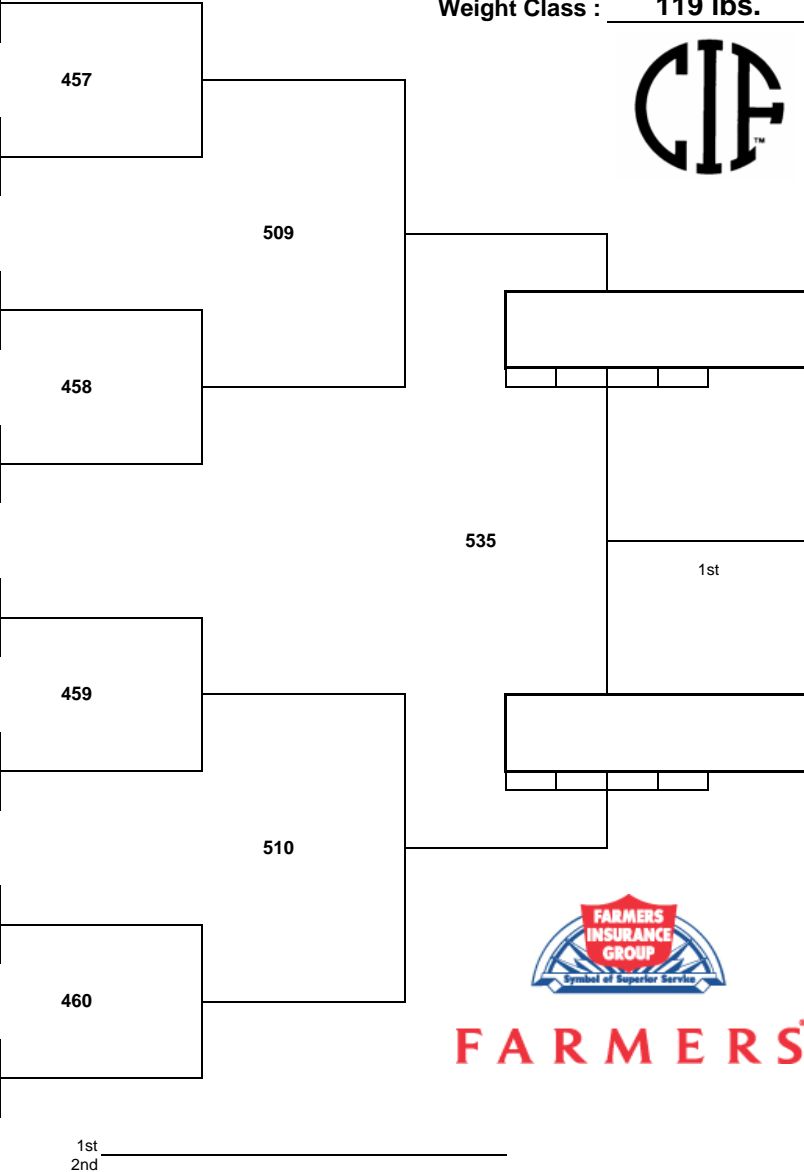 Weight Class : 119 lbs.
CIF™
457
509
458
535
1st
459
510
FARMERS
INSURANCE
GROUP
Symbol of Superior Service
460
FARMERS
1st
2nd